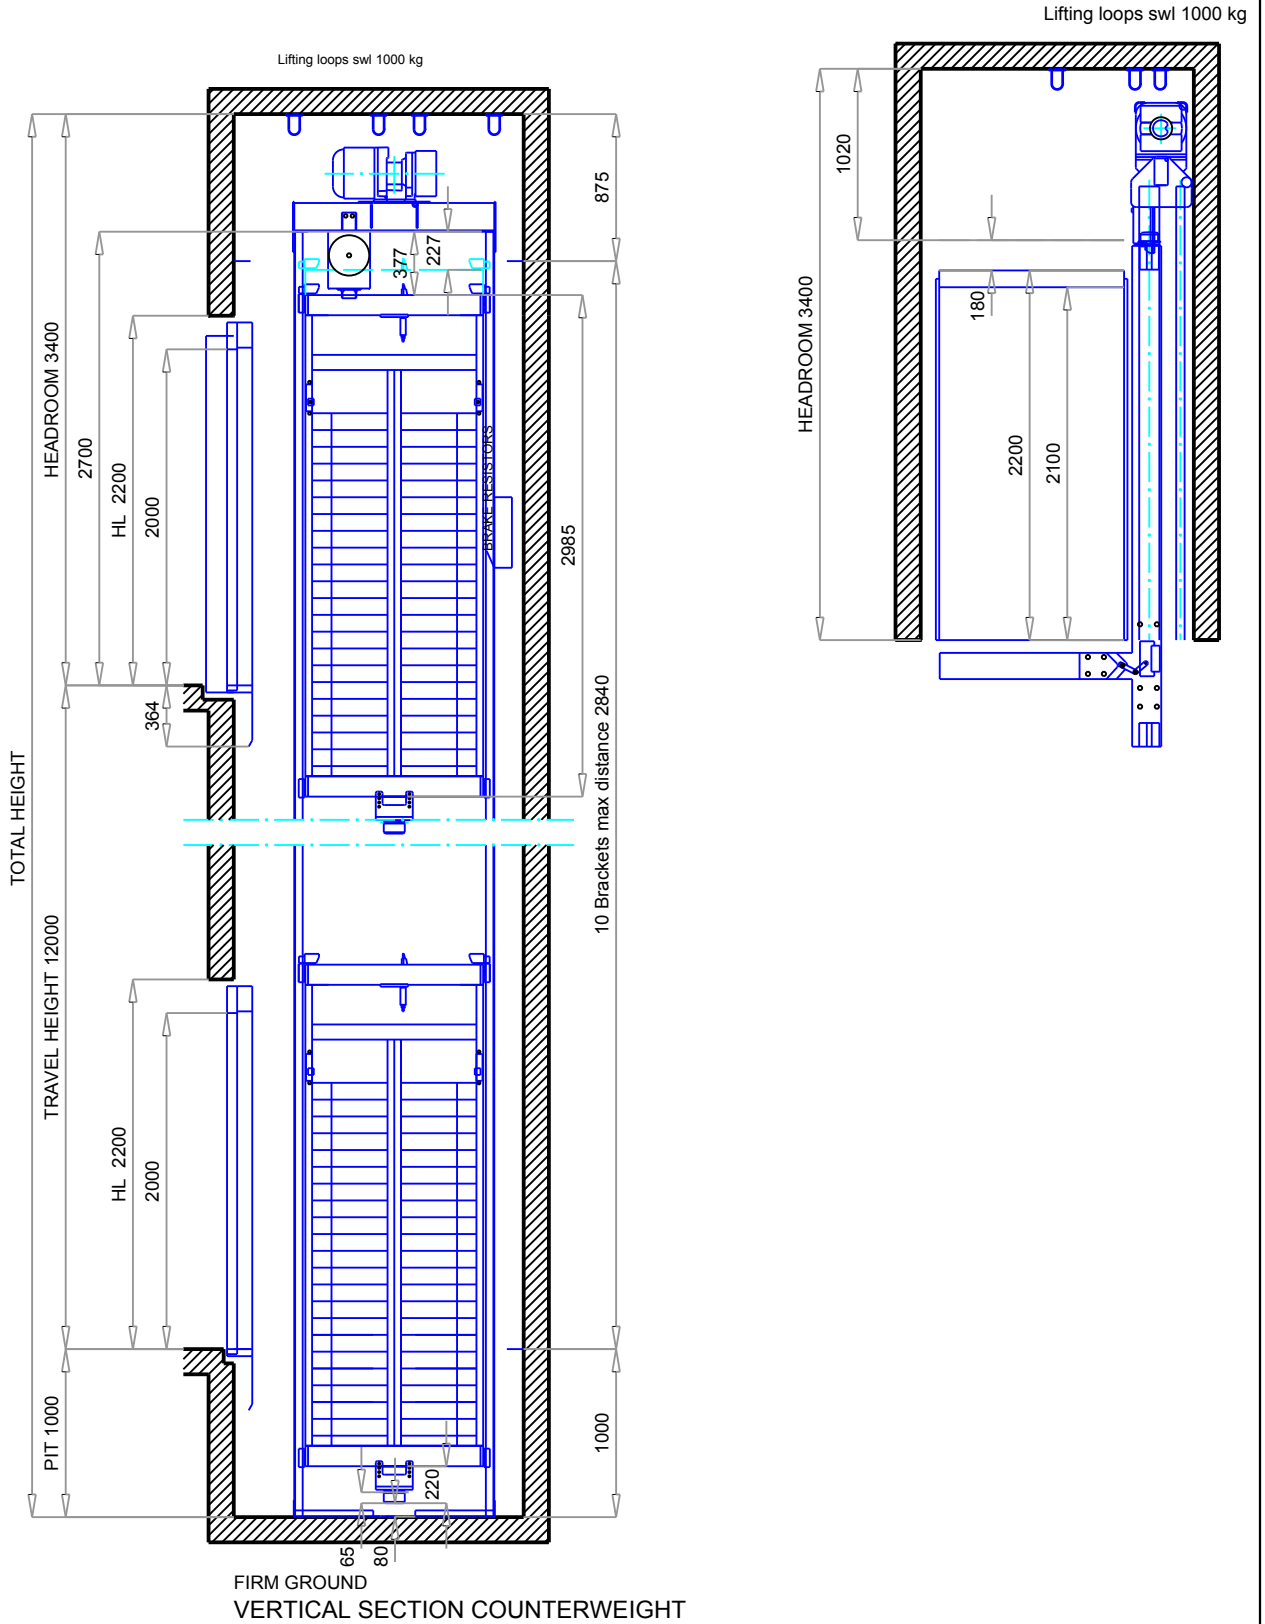 Lifting loops swl 1000 kg
Lifting loops swl 1000 kg
875
1020
227
377
HEADROOM 3400
2700
HL 2200
2000
BRAKE RESISTORS
2985
180
HEADROOM 3400
2200
2100
364
TOTAL HEIGHT
10 Brackets max distance 2840
TRAVEL HEIGHT 12000
HL 2200
2000
PIT 1000
220
1000
65
80
FIRM GROUND
VERTICAL SECTION COUNTERWEIGHT